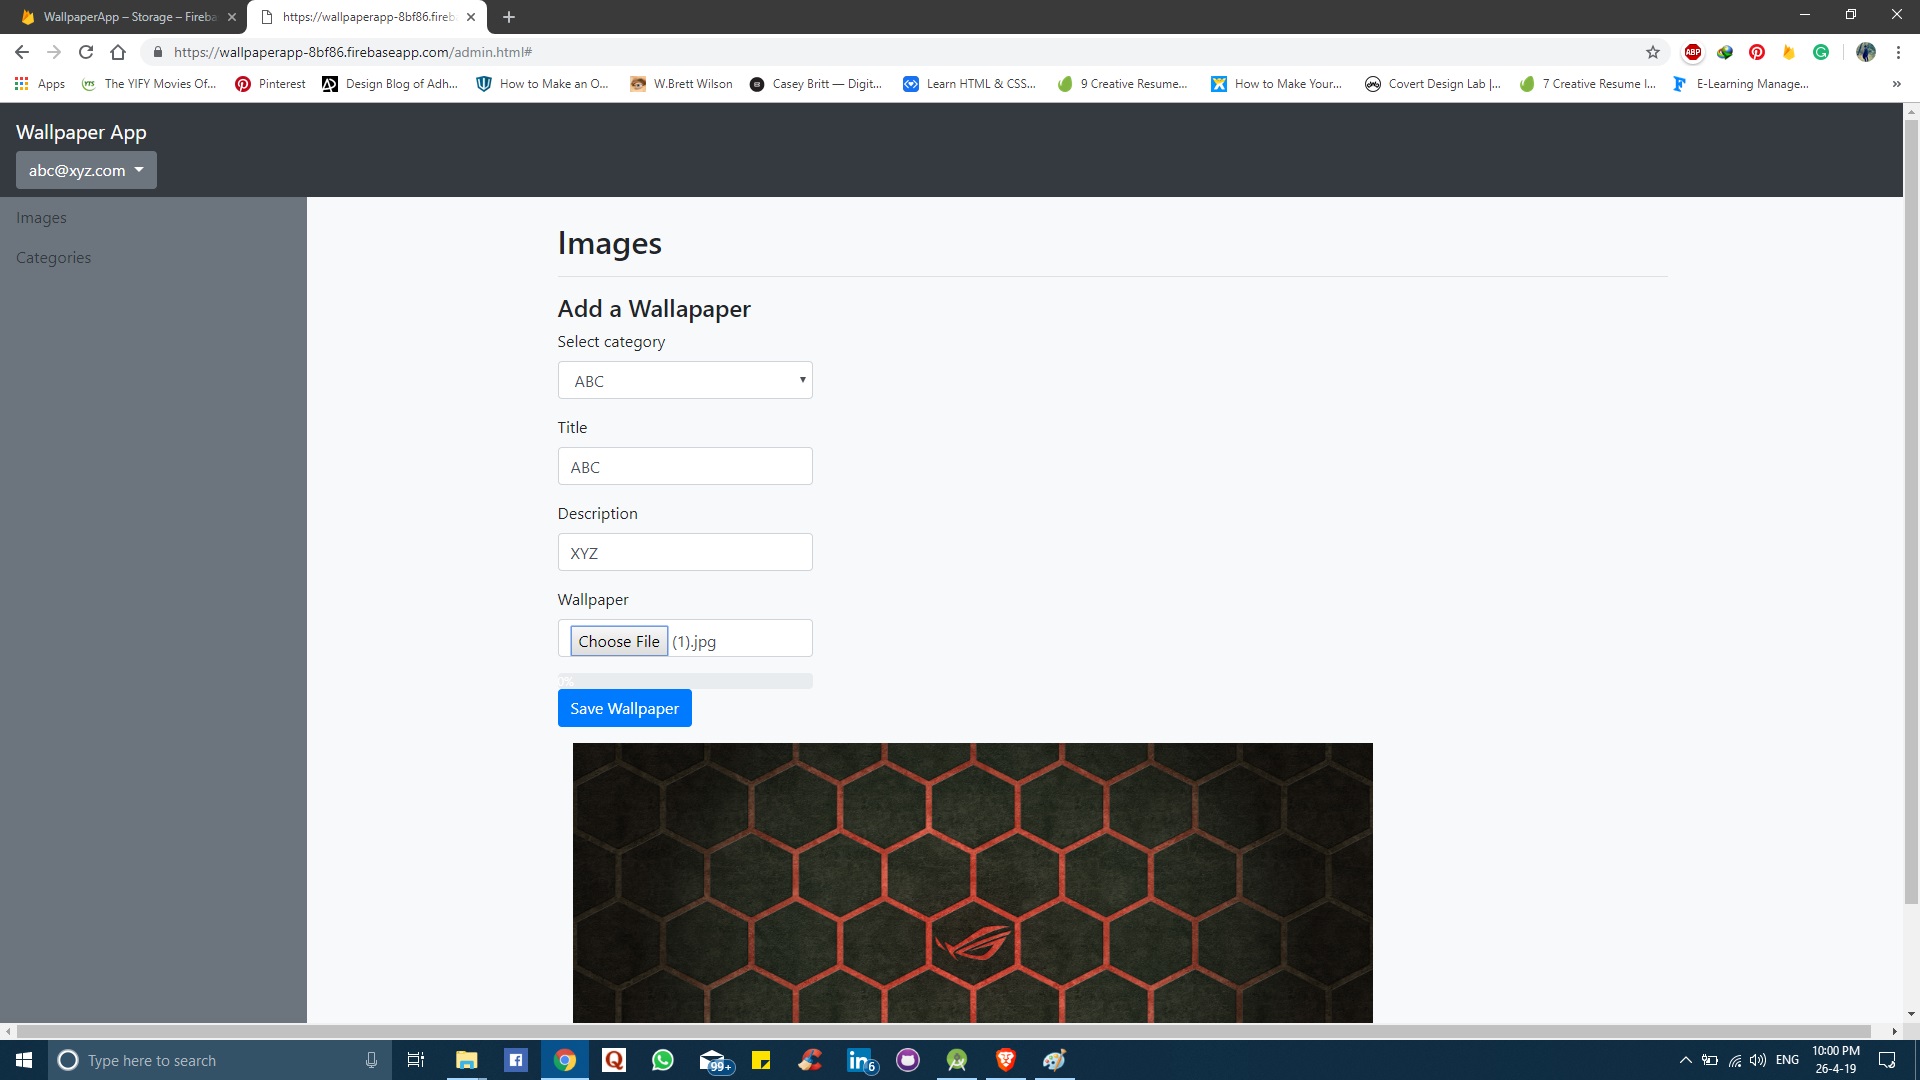 WallpaperApp – Storage – Fireba
https://wallpaperapp-8bf86.fireb
https://wallpaperapp-8bf86.firebaseapp.com/admin.html#
ABP
Apps
YTS
The YIFY Movies Of...
Pinterest
Design Blog of Adh...
How to Make an O...
W.Brett Wilson
Casey Britt — Digit...
Learn HTML & CSS...
9 Creative Resume...
How to Make Your...
Covert Design Lab |...
7 Creative Resume I...
E-Learning Manage...
»
Wallpaper App
abc@xyz.com
Images
Categories
Images
Add a Wallapaper
Select category
ABC
Title
ABC
Description
XYZ
Wallpaper
Choose File (1).jpg
0%
Save Wallpaper
Type here to search
99+
6
ENG
10:00 PM
26-4-19